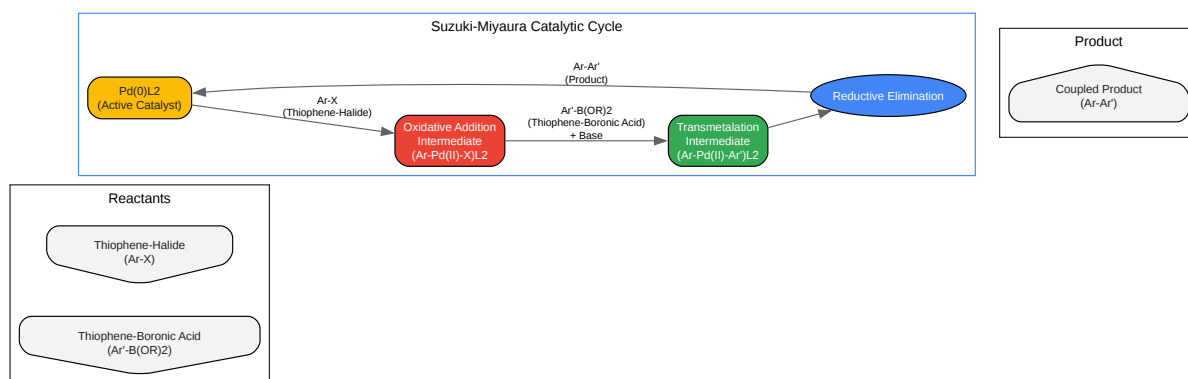 Suzuki-Miyaura Catalytic Cycle
Pd(0)L2
(Active Catalyst)
Ar-X
(Thiophene-Halide)
Oxidative Addition
Intermediate
(Ar-Pd(II)-X)L2
Ar'-B(OR)2
(Thiophene-Boronic Acid)
+ Base
Transmetalation
Intermediate
(Ar-Pd(II)-Ar')L2
Reductive Elimination
Ar-Ar'
(Product)
Product
Coupled Product
(Ar-Ar')
Reactants
Thiophene-Halide
(Ar-X)
Thiophene-Boronic Acid
(Ar'-B(OR)2)